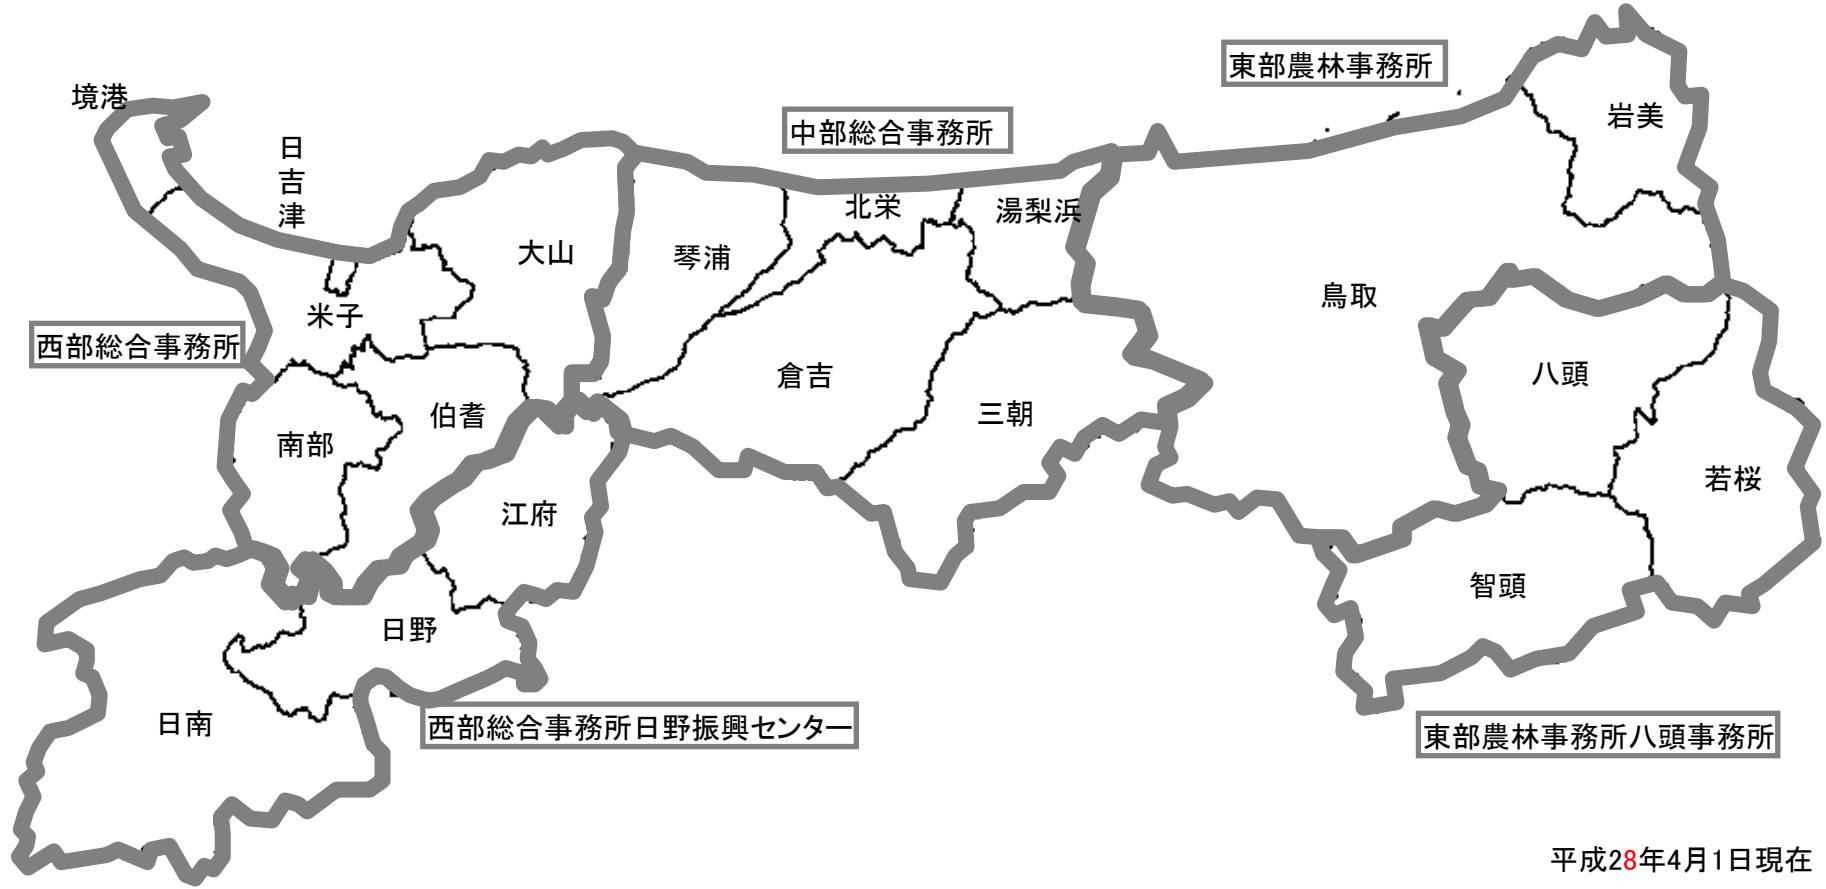 東部農林事務所
境港
岩美
中部総合事務所
日吉津
北栄
湯梨浜
大山
琴浦
鳥取
米子
西部総合事務所
八頭
倉吉
伯耆
三朝
南部
若桜
江府
智頭
日野
日南
西部総合事務所日野振興センター
東部農林事務所八頭事務所
平成28年4月1日現在